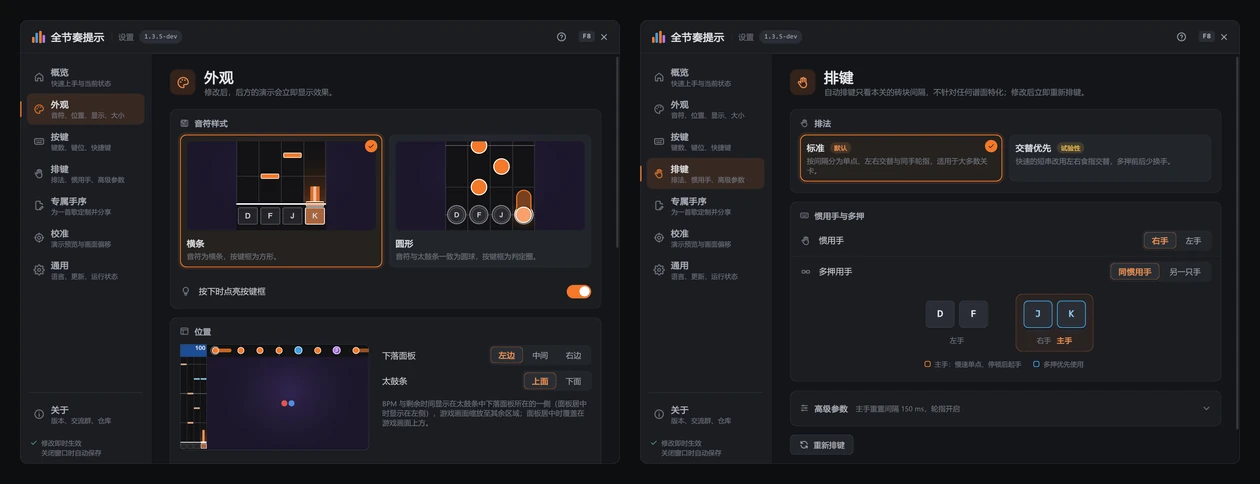 全节奏提示 设置 1.3.5-dev F8
概览
快速上手与当前状态
外观
音符、位置、显示、大小
按键
键数、键位、快捷键
排键
排法、惯用手、高级参数
专属手序
为一首歌定制并分享
校准
演示预览与画面偏移
通用
语言、更新、运行状态
关于
版本、交流群、仓库
修改即时生效
关闭窗口时自动保存
外观
修改后，后方的演示会立即显示效果。
音符样式
D F J K
横条
音符为横条，按键框为方形。
D F J
圆形
音符与太鼓条一致为圆球，按键框为判定圈。
按下时点亮按键框
位置
100
下落面板 左边 中间 右边
太鼓条 上面 下面
BPM 与剩余时间显示在太鼓条中下落面板所在的一侧（面板居中
时显示在左侧），游戏画面缩放至其余区域；面板居中时覆盖在
游戏画面上方。
全节奏提示 设置 1.3.5-dev F8
概览
快速上手与当前状态
外观
音符、位置、显示、大小
按键
键数、键位、快捷键
排键
排法、惯用手、高级参数
专属手序
为一首歌定制并分享
校准
演示预览与画面偏移
通用
语言、更新、运行状态
关于
版本、交流群、仓库
修改即时生效
关闭窗口时自动保存
排键
自动排键只看本关的砖块间隔，不针对任何谱面特化；修改后立即重新排键。
排法
标准 默认
按间隔分为单点、左右交替与同手轮指，适用于大多数关
卡。
交替优先 试验性
快速的短串改用左右食指交替，多押前后少换手。
惯用手与多押
惯用手 右手 左手
多押用手 同惯用手 另一只手
D F J K
左手 右手 主手
主手：慢速单点、停顿后起手 多押优先使用
高级参数 主手重置间隔 150 ms，轮指开启
重新排键